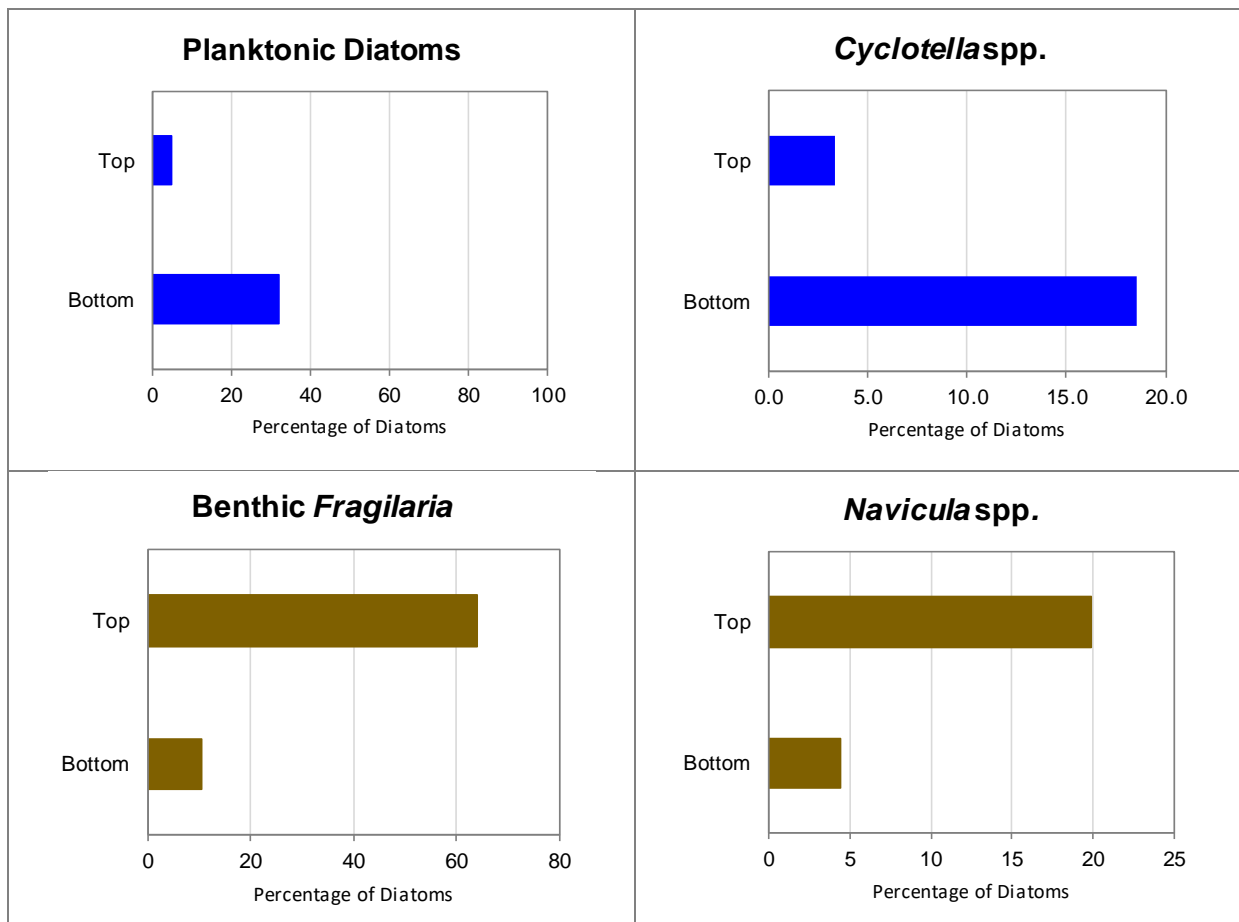 Planktonic Diatoms
Top
Bottom
0 20 40 60 80 100
Percentage of Diatoms
Cyclotella spp.
Top
Bottom
0.0 5.0 10.0 15.0 20.0
Percentage of Diatoms
Benthic Fragilaria
Top
Bottom
0 20 40 60 80
Percentage of Diatoms
Navicula spp.
Top
Bottom
0 5 10 15 20 25
Percentage of Diatoms